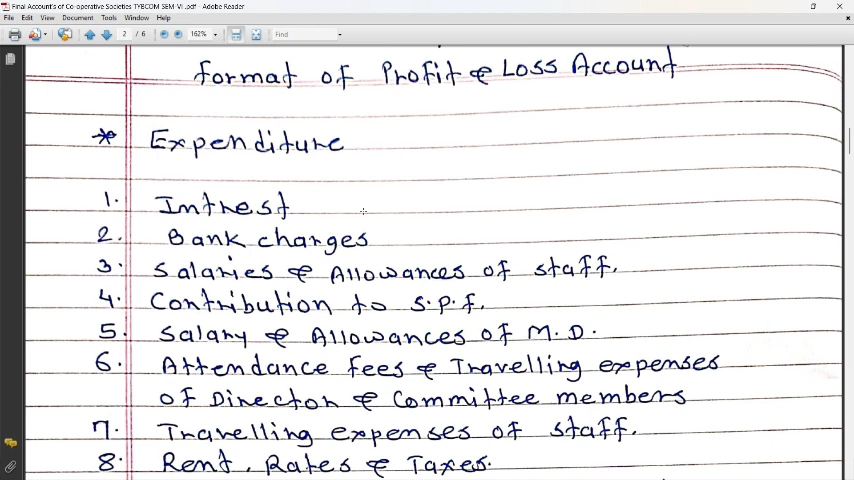 Final Account's of Co-operative Societies TYBCOM SEM-VI .pdf - Adobe Reader
File Edit View Document Tools Window Help
2 / 6 162% Find
Format of Profit & Loss Account
* Expenditure
1. Intrest
2. Bank charges
3. Salaries & Allowances of staff.
4. Contribution to S.P.F.
5. Salary & Allowances of M.D.
6. Attendance Fees & Travelling expenses
of Director & Committee members
7. Travelling expenses of staff.
8. Rent, Rates & Taxes.